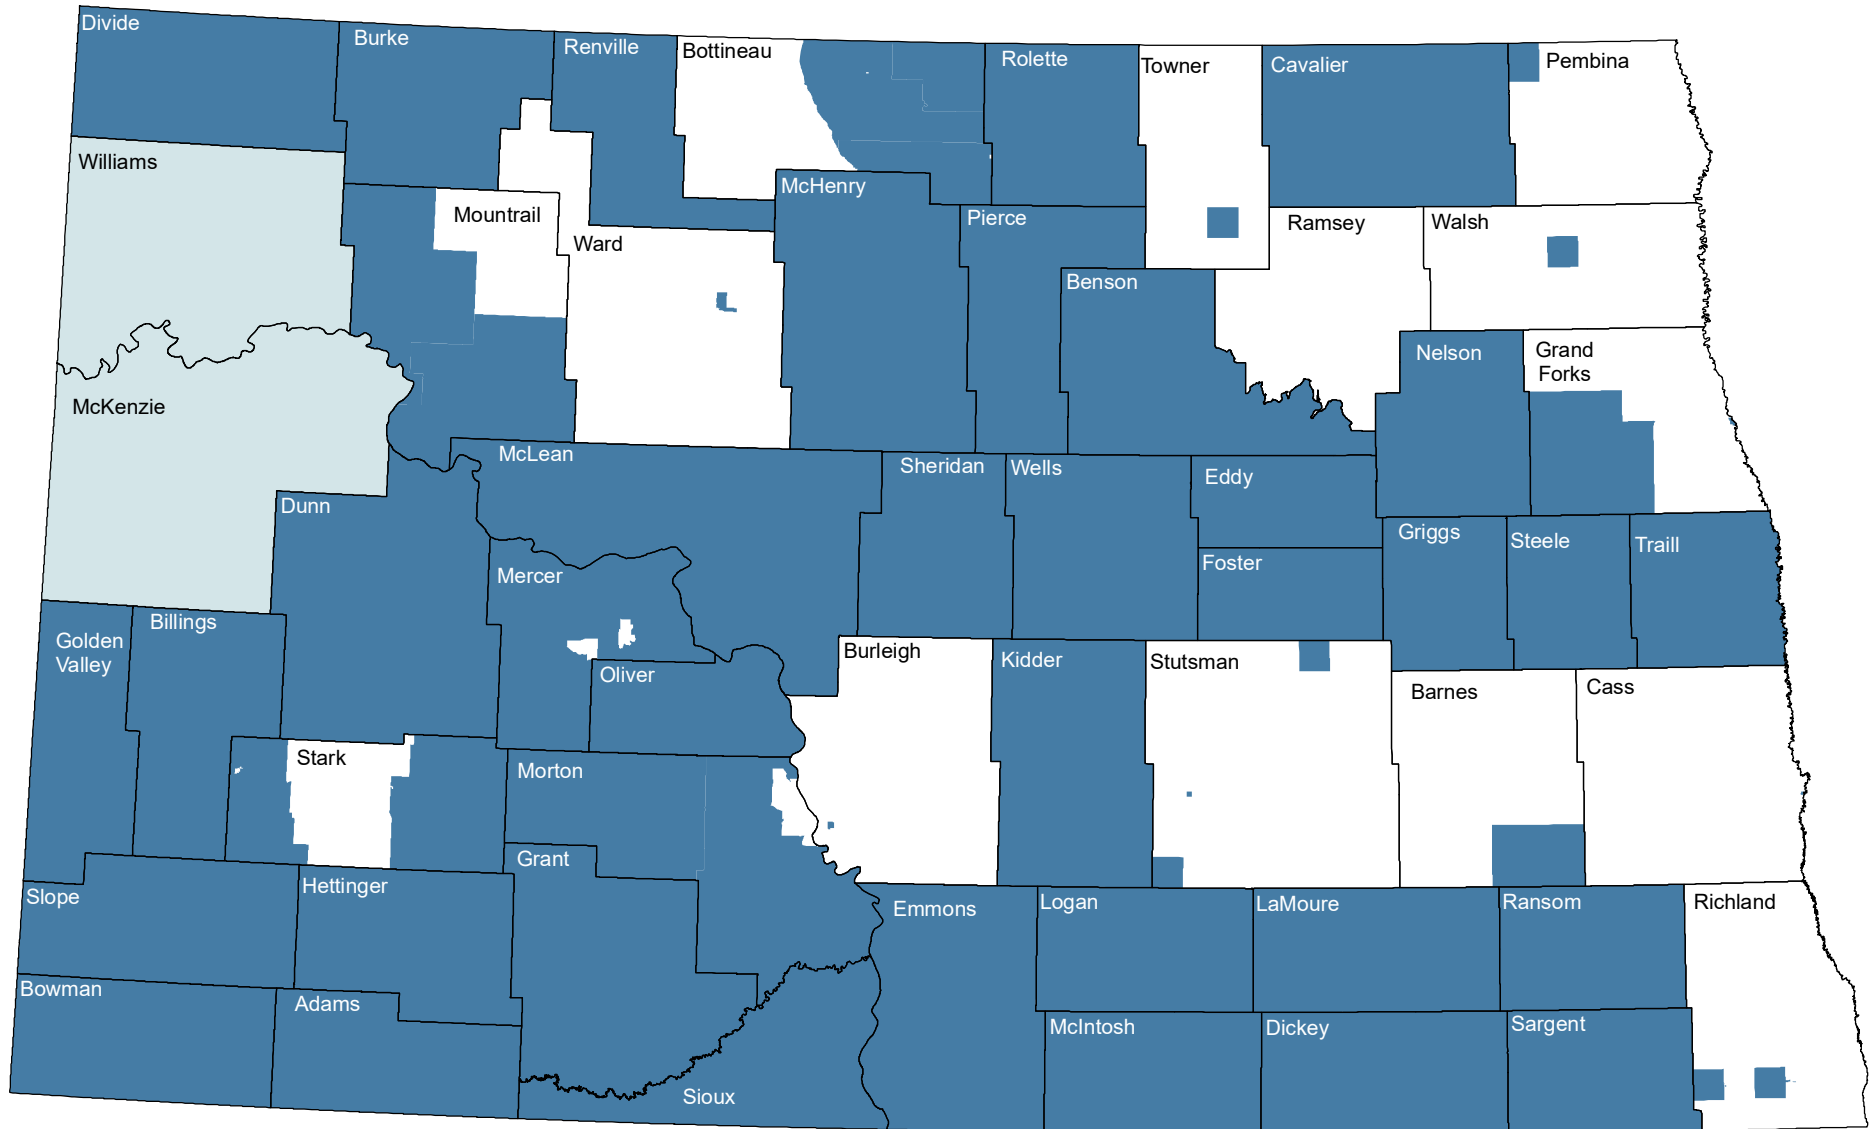 Divide
Burke
Renville
Bottineau
Rolette
Towner
Cavalier
Pembina
Williams
McHenry
Mountrail
Ward
Pierce
Ramsey
Walsh
Benson
Nelson
Grand
Forks
McKenzie
McLean
Sheridan
Wells
Eddy
Dunn
Griggs
Steele
Traill
Foster
Mercer
Golden
Valley
Billings
Burleigh
Kidder
Stutsman
Oliver
Barnes
Cass
Stark
Morton
Grant
Hettinger
Slope
Emmons
Logan
LaMoure
Ransom
Richland
Bowman
Adams
McIntosh
Dickey
Sargent
Sioux